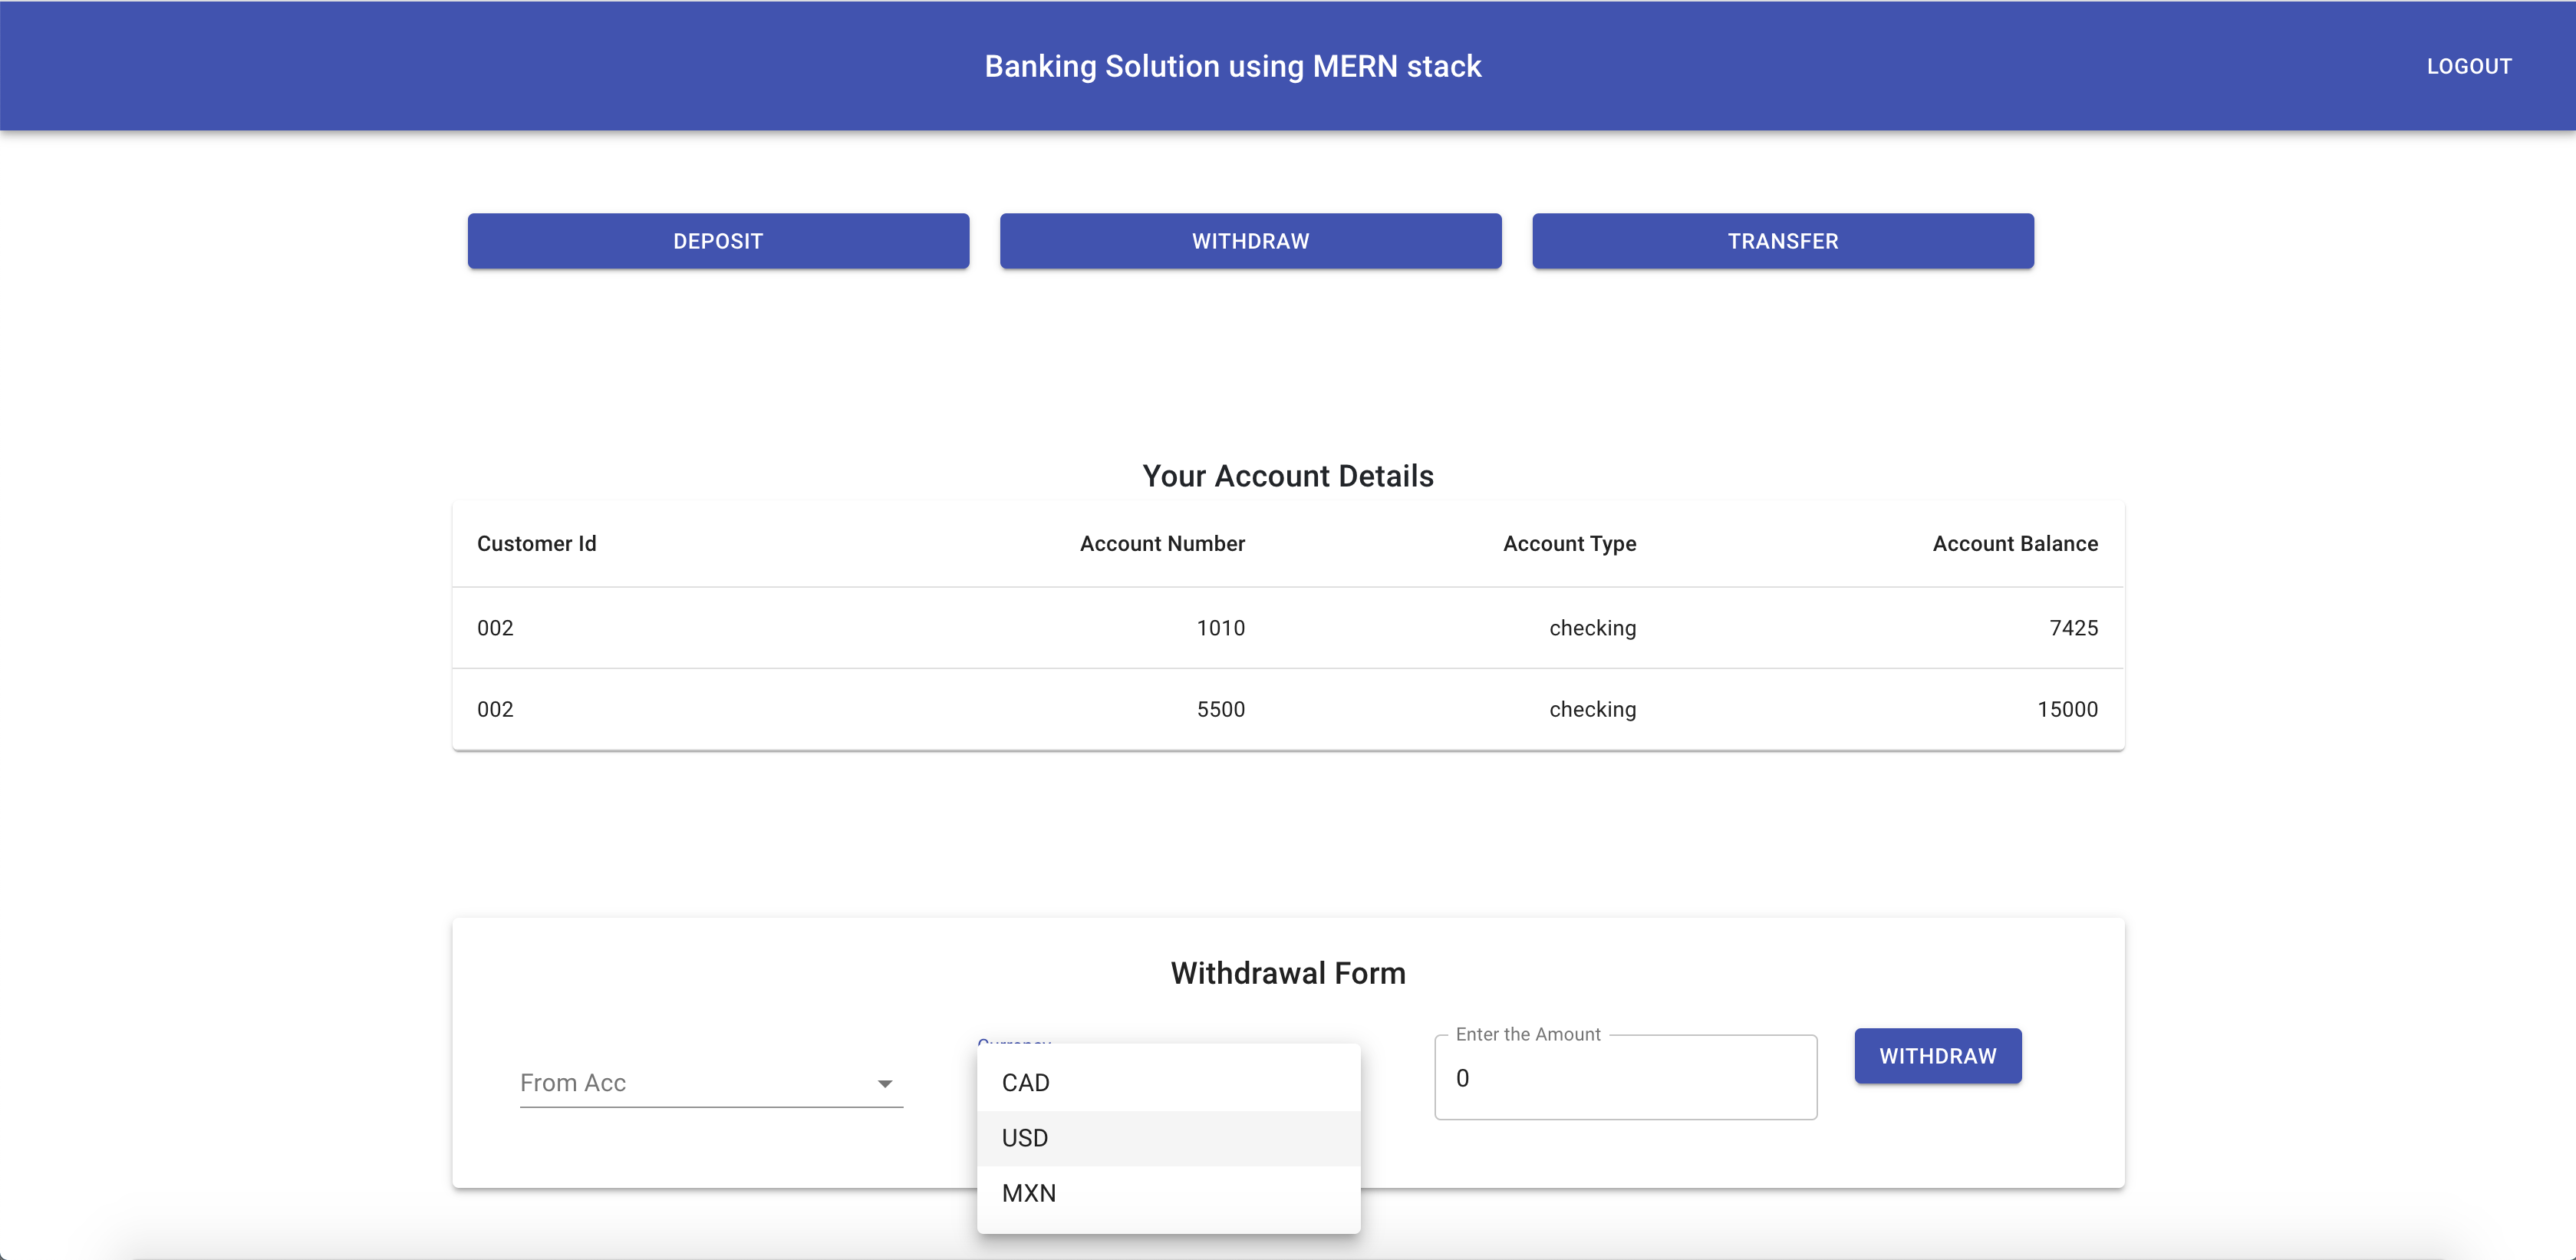 Banking Solution using MERN stack
LOGOUT
DEPOSIT WITHDRAW TRANSFER
Your Account Details
Customer Id Account Number Account Type Account Balance
002 1010 checking 7425
002 5500 checking 15000
Withdrawal Form
From Acc
Currency
CAD
USD
MXN
Enter the Amount
0
WITHDRAW